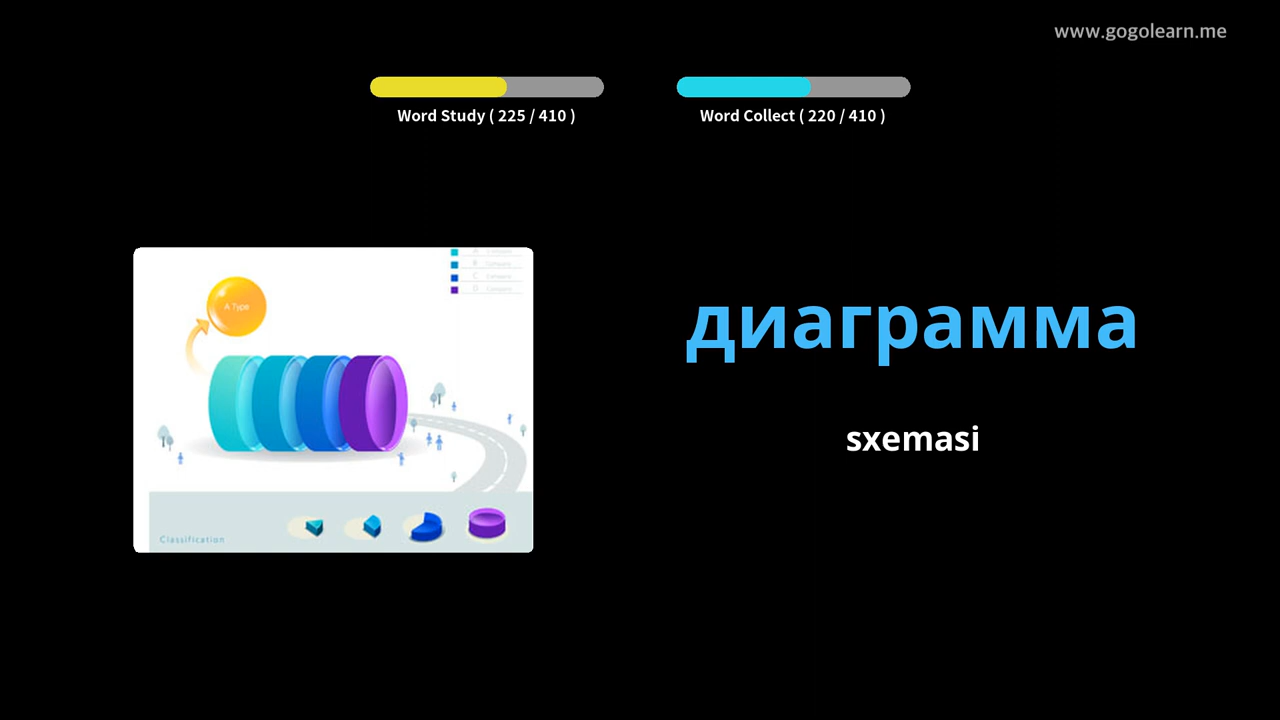 www.gogolearn.me
Word Study ( 225 / 410 )
Word Collect ( 220 / 410 )
A Type
A
B
C
D
диаграмма
sxemasi
Classification